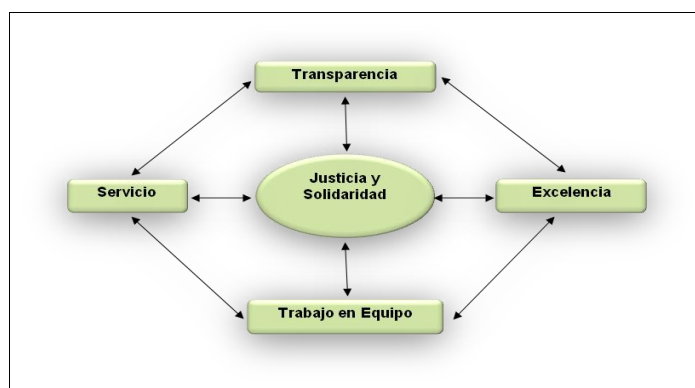 Transparencia
Justicia y
Solidaridad
Servicio
Excelencia
Trabajo en Equipo